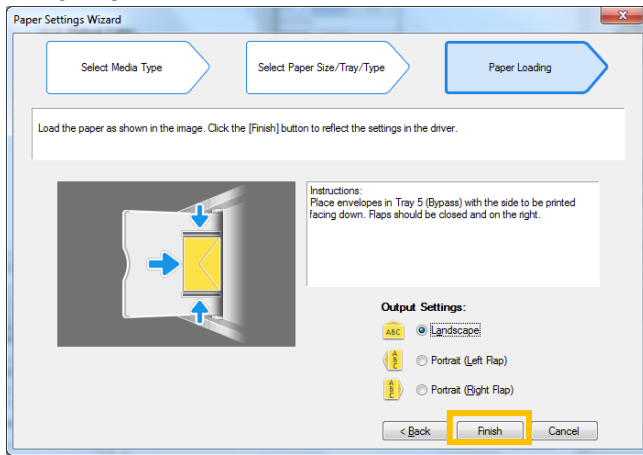 Paper Settings Wizard
Select Media Type
Select Paper Size/Tray/Type
Paper Loading
Load the paper as shown in the image. Click the [Finish] button to reflect the settings in the driver.
Instructions:
Place envelopes in Tray 5 (Bypass) with the side to be printed
facing down. Flaps should be closed and on the right.
Output Settings:
ABC Landscape
ABC Portrait (Left Flap)
ABC Portrait (Right Flap)
< Back Finish Cancel